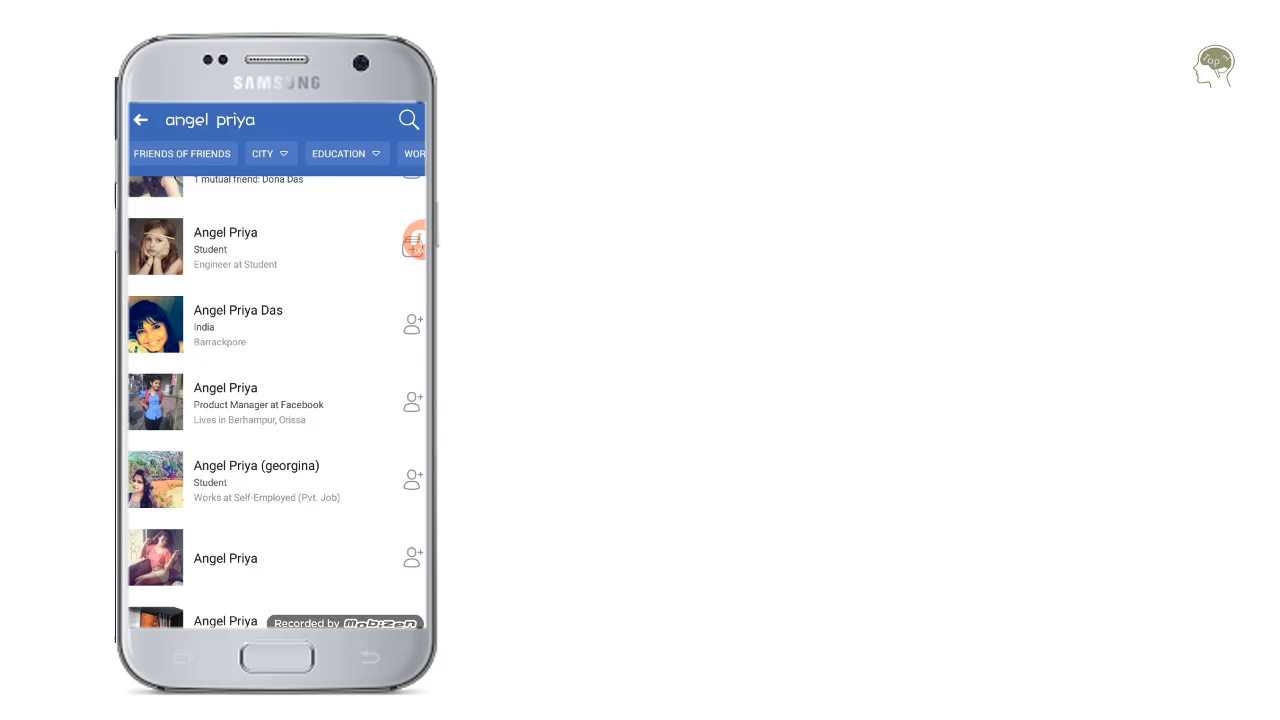 SAMSUNG
angel priya
FRIENDS OF FRIENDS CITY EDUCATION WOR
1 mutual friend: Dona Das
Angel Priya
Student
Engineer at Student
Angel Priya Das
India
Barrackpore
Angel Priya
Product Manager at Facebook
Lives in Berhampur, Orissa
Angel Priya (georgina)
Student
Works at Self-Employed (Pvt. Job)
Angel Priya
Angel Priya
Recorded by mobizen